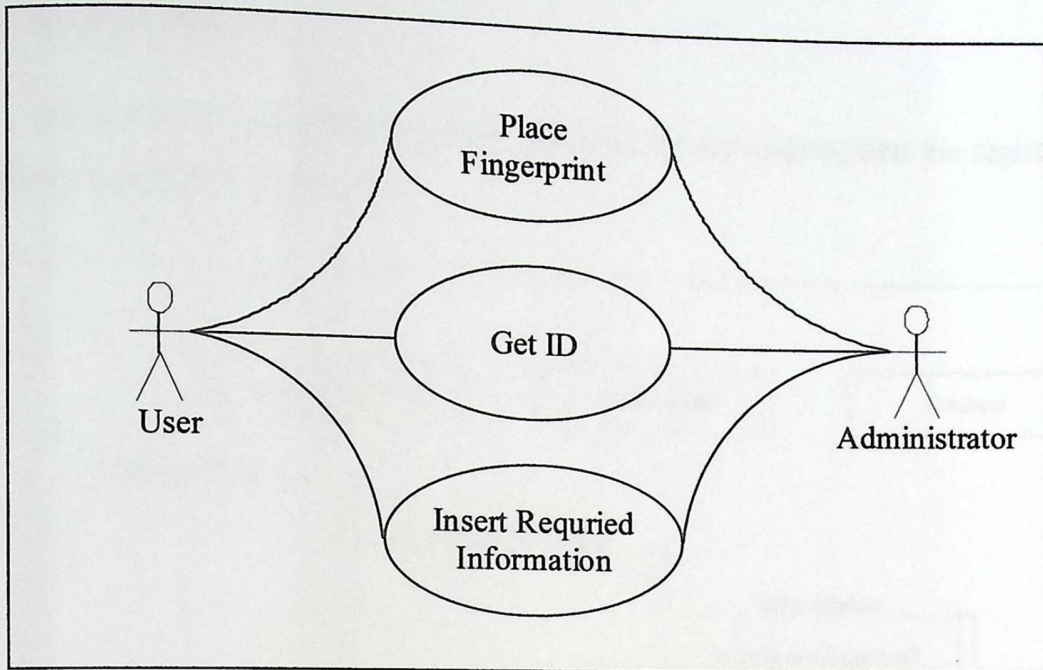 Place
Fingerprint
Get ID
User
Administrator
Insert Requried
Information